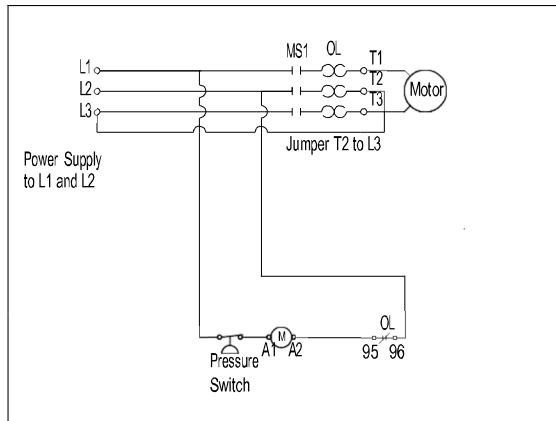 MS1
OL
T1
L1
T2
L2
Motor
T3
L3
Jumper T2 to L3
Power Supply
to L1 and L2
OL
M
A1
A2
95
96
Pressure
Switch